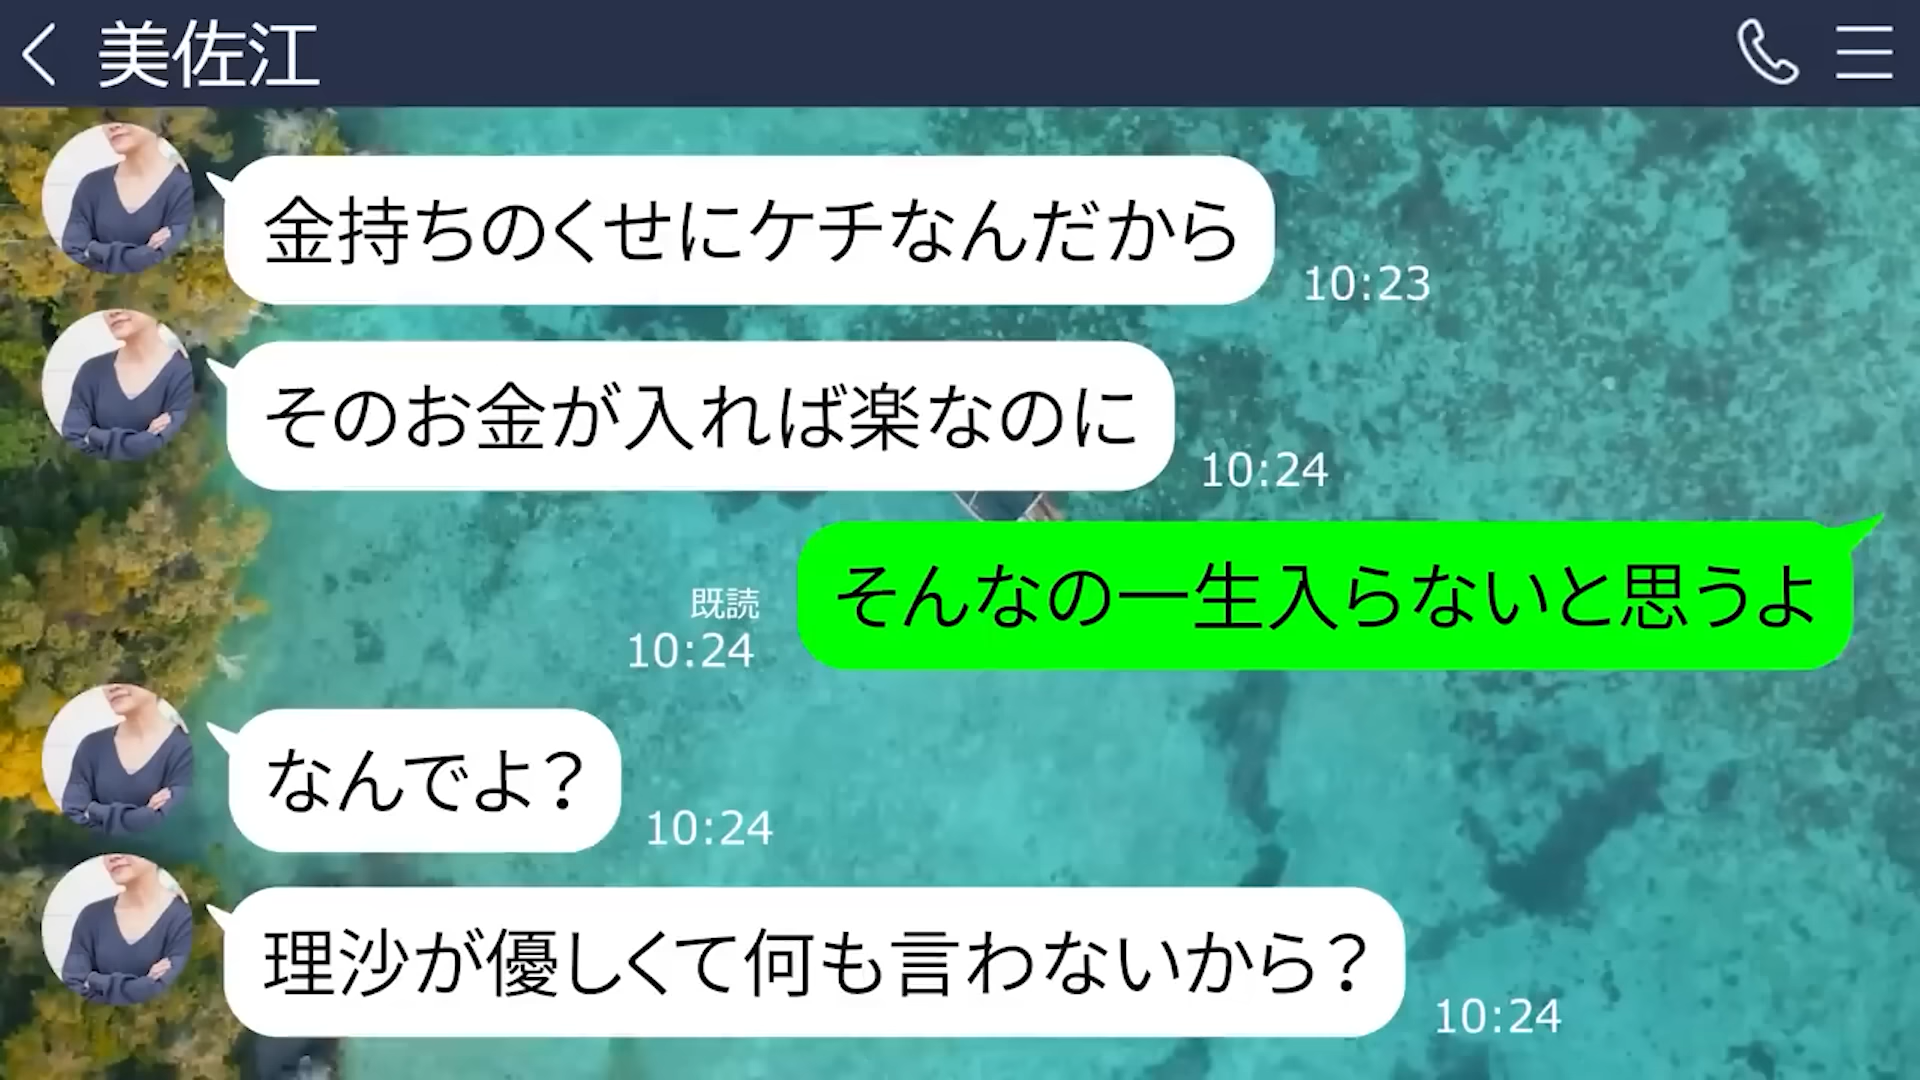 美佐江
金持ちのくせにケチなんだから
10:23
そのお金が入れば楽なのに
10:24
そんなの一生入らないと思うよ
既読
10:24
なんでよ？
10:24
理沙が優しくて何も言わないから？
10:24